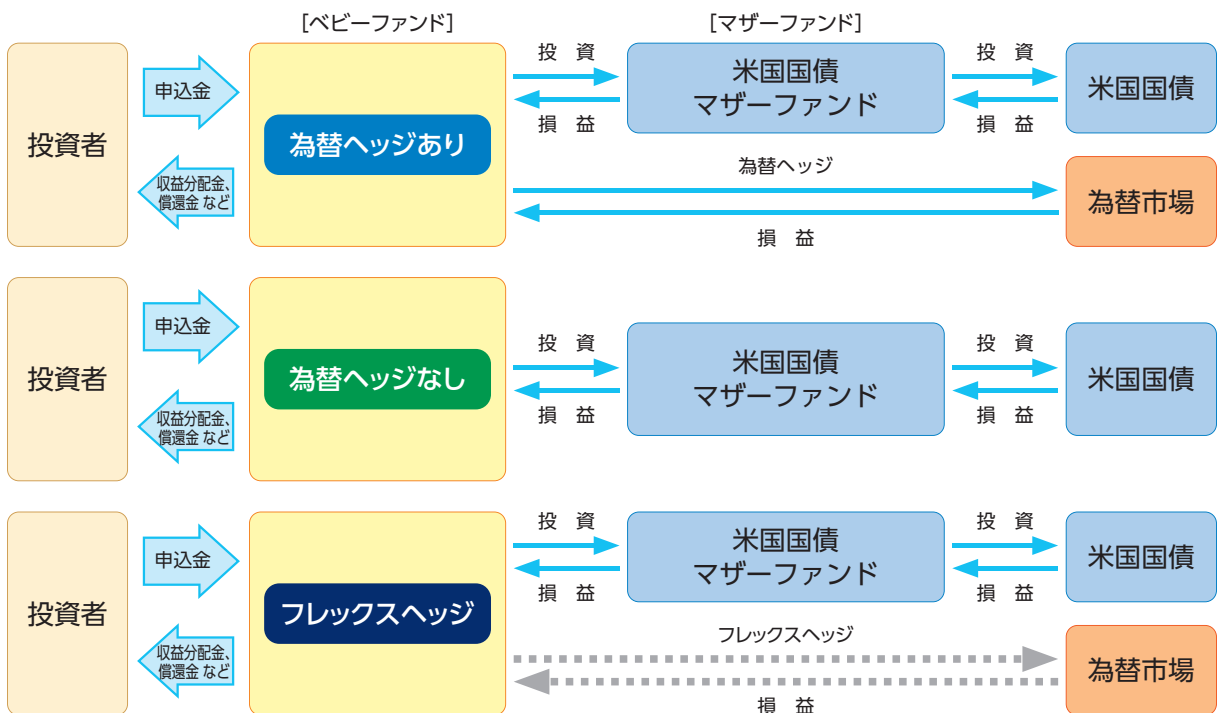 [ベビーファンド]
[マザーファンド]
投資者
申込金
収益分配金、
償還金 など
為替ヘッジあり
投 資
損 益
米国国債
マザーファンド
投 資
損 益
米国国債
為替ヘッジ
損 益
為替市場
投資者
申込金
収益分配金、
償還金 など
為替ヘッジなし
投 資
損 益
米国国債
マザーファンド
投 資
損 益
米国国債
投資者
申込金
収益分配金、
償還金 など
フレックスヘッジ
投 資
損 益
米国国債
マザーファンド
投 資
損 益
米国国債
フレックスヘッジ
損 益
為替市場